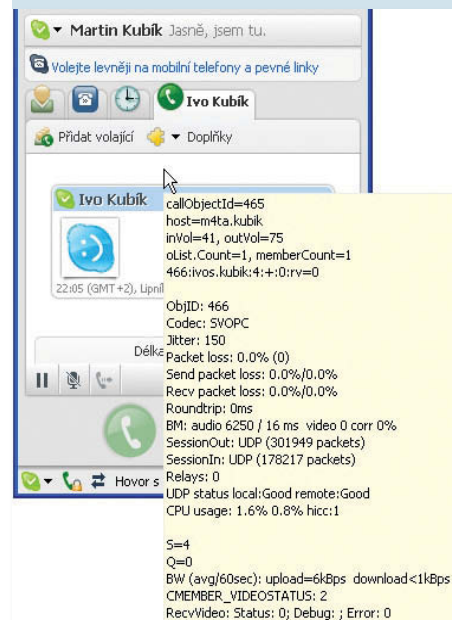 Martin Kubík Jasně, jsem tu.
Volejte levněji na mobilní telefony a pevné linky
Ivo Kubík
Přidat volající Doplňky
Ivo Kubík
22:05 (GMT+2), Lipní
Délka
Hovor s
callObjectId=465
host=m4ta.kubik
inVol=41, outVol=75
oList.Count=1, memberCount=1
466:ivos.kubik:4:+:0:rv=0
ObjID: 466
Codec: SVOPC
Jitter: 150
Packet loss: 0.0% (0)
Send packet loss: 0.0%/0.0%
Recv packet loss: 0.0%/0.0%
Roundtrip: 0ms
BM: audio 6250 / 16 ms video 0 corr 0%
SessionOut: UDP (301949 packets)
SessionIn: UDP (178217 packets)
Relays: 0
UDP status local:Good remote:Good
CPU usage: 1.6% 0.8% hicc:1
S=4
Q=0
BW (avg/60sec): upload=6kBps download<1kBps
CMEMBER_VIDEOSTATUS: 2
RecvVideo: Status: 0; Debug: ; Error: 0